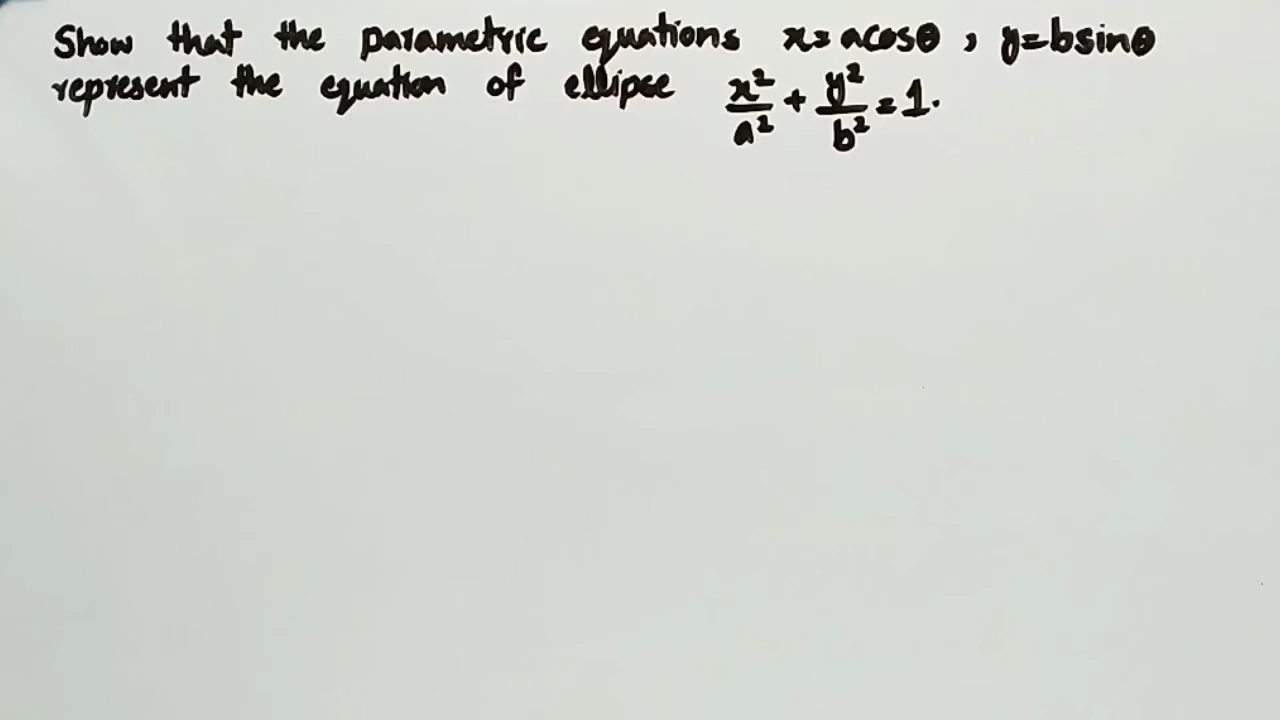 Show that the parametric equations x=acosθ, y=bsinθ
represent the equation of ellipse x²/a² + y²/b² = 1.